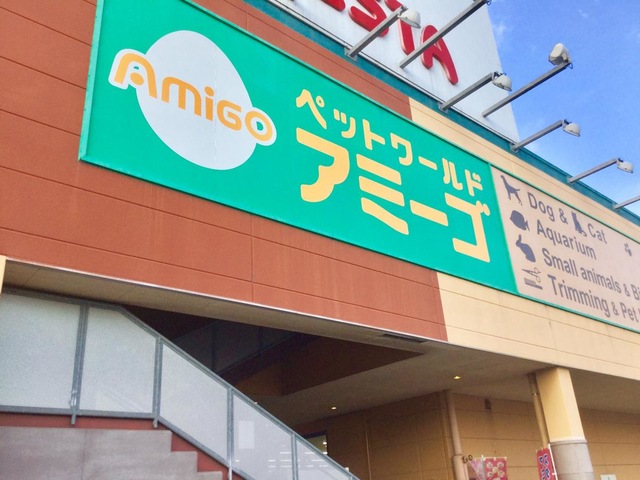 AMIGO
ペットワールド
アミーゴ
Dog & Cat
Aquarium
Small animals &
Trimming & Pet